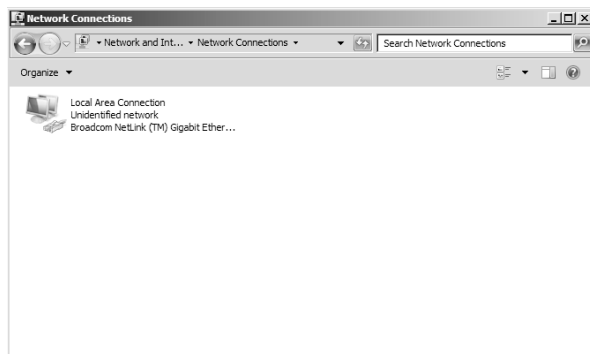 Network Connections
Network and Int... Network Connections
Search Network Connections
Organize
Local Area Connection
Unidentified network
Broadcom NetLink (TM) Gigabit Ether...